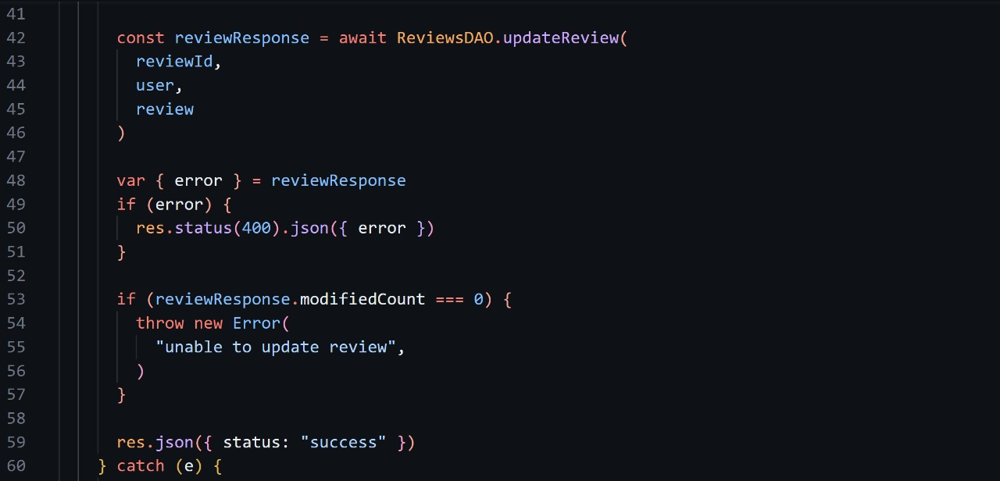 41
42 const reviewResponse = await ReviewsDAO.updateReview(
43 reviewId,
44 user,
45 review
46 )
47
48 var { error } = reviewResponse
49 if (error) {
50 res.status(400).json({ error })
51 }
52
53 if (reviewResponse.modifiedCount === 0) {
54 throw new Error(
55 "unable to update review",
56 )
57 }
58
59 res.json({ status: "success" })
60 } catch (e) {